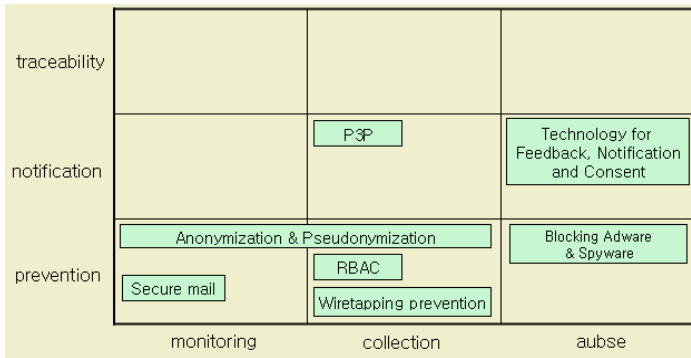 traceability
notification
P3P
Technology for
Feedback, Notification
and Consent
prevention
Anonymization & Pseudonymization
Secure mail
RBAC
Wiretapping prevention
Blocking Adware
& Spyware
monitoring
collection
aubse